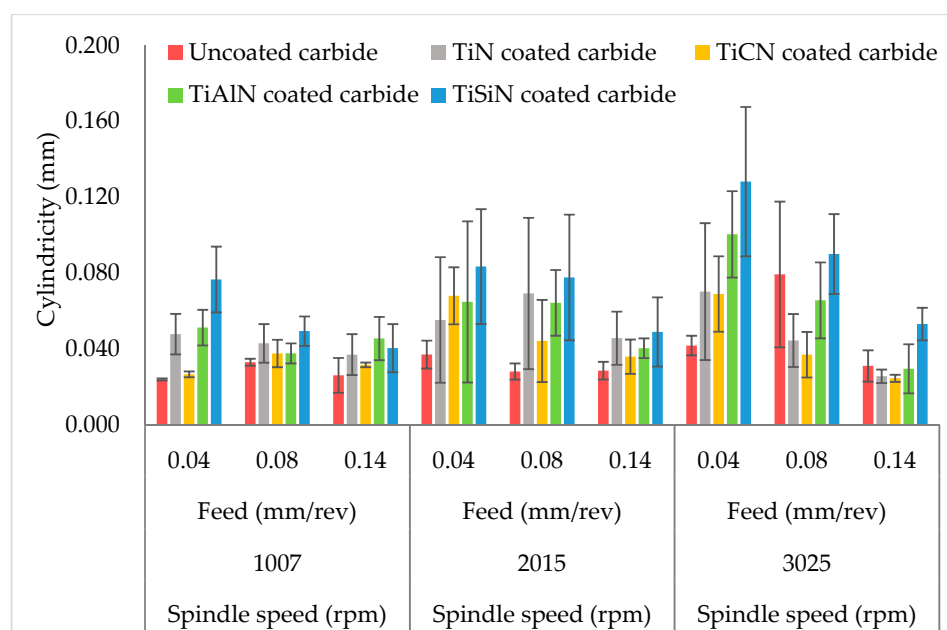 0.200
0.160
0.120
0.080
0.040
0.000
Cylindricity (mm)
Uncoated carbide TiN coated carbide TiCN coated carbide
TiAlN coated carbide TiSiN coated carbide
0.04 0.08 0.14 0.04 0.08 0.14 0.04 0.08 0.14
Feed (mm/rev) Feed (mm/rev) Feed (mm/rev)
1007 2015 3025
Spindle speed (rpm) Spindle speed (rpm) Spindle speed (rpm)